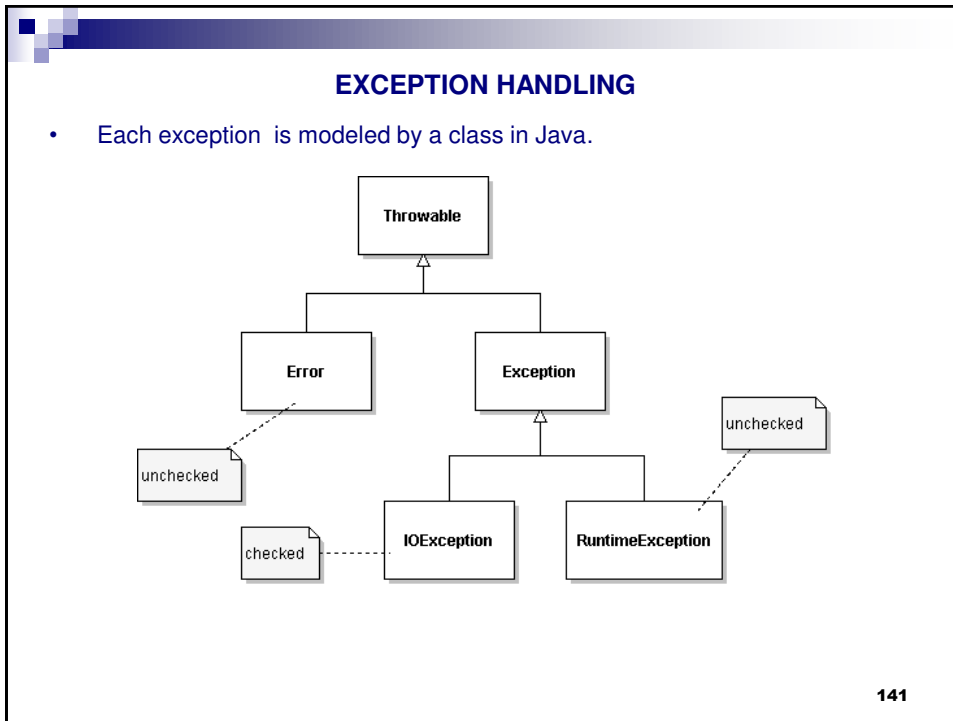 EXCEPTION HANDLING
• Each exception is modeled by a class in Java.
Throwable
Error
Exception
unchecked
unchecked
checked
IOException
RuntimeException
141